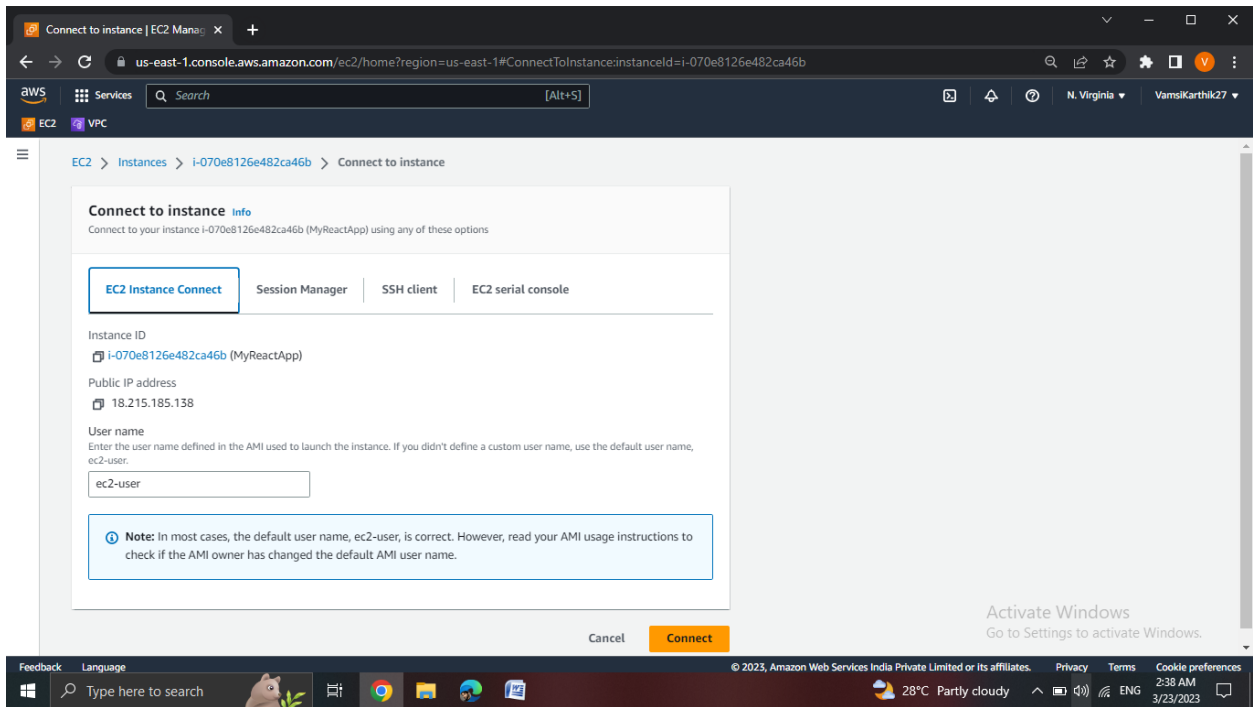 Connect to instance | EC2 Manag
us-east-1.console.aws.amazon.com/ec2/home?region=us-east-1#ConnectToInstance:instanceId=i-070e8126e482ca46b
V
aws
Services
Search
[Alt+S]
N. Virginia
VamsiKarthik27
EC2
VPC
EC2 > Instances > i-070e8126e482ca46b > Connect to instance
Connect to instance Info
Connect to your instance i-070e8126e482ca46b (MyReactApp) using any of these options
EC2 Instance Connect
Session Manager
SSH client
EC2 serial console
Instance ID
i-070e8126e482ca46b (MyReactApp)
Public IP address
18.215.185.138
User name
Enter the user name defined in the AMI used to launch the instance. If you didn't define a custom user name, use the default user name,
ec2-user.
ec2-user
Note: In most cases, the default user name, ec2-user, is correct. However, read your AMI usage instructions to
check if the AMI owner has changed the default AMI user name.
Cancel
Connect
Activate Windows
Go to Settings to activate Windows.
Feedback
Language
© 2023, Amazon Web Services India Private Limited or its affiliates.
Privacy
Terms
Cookie preferences
Type here to search
28°C Partly cloudy
ENG
2:38 AM
3/23/2023